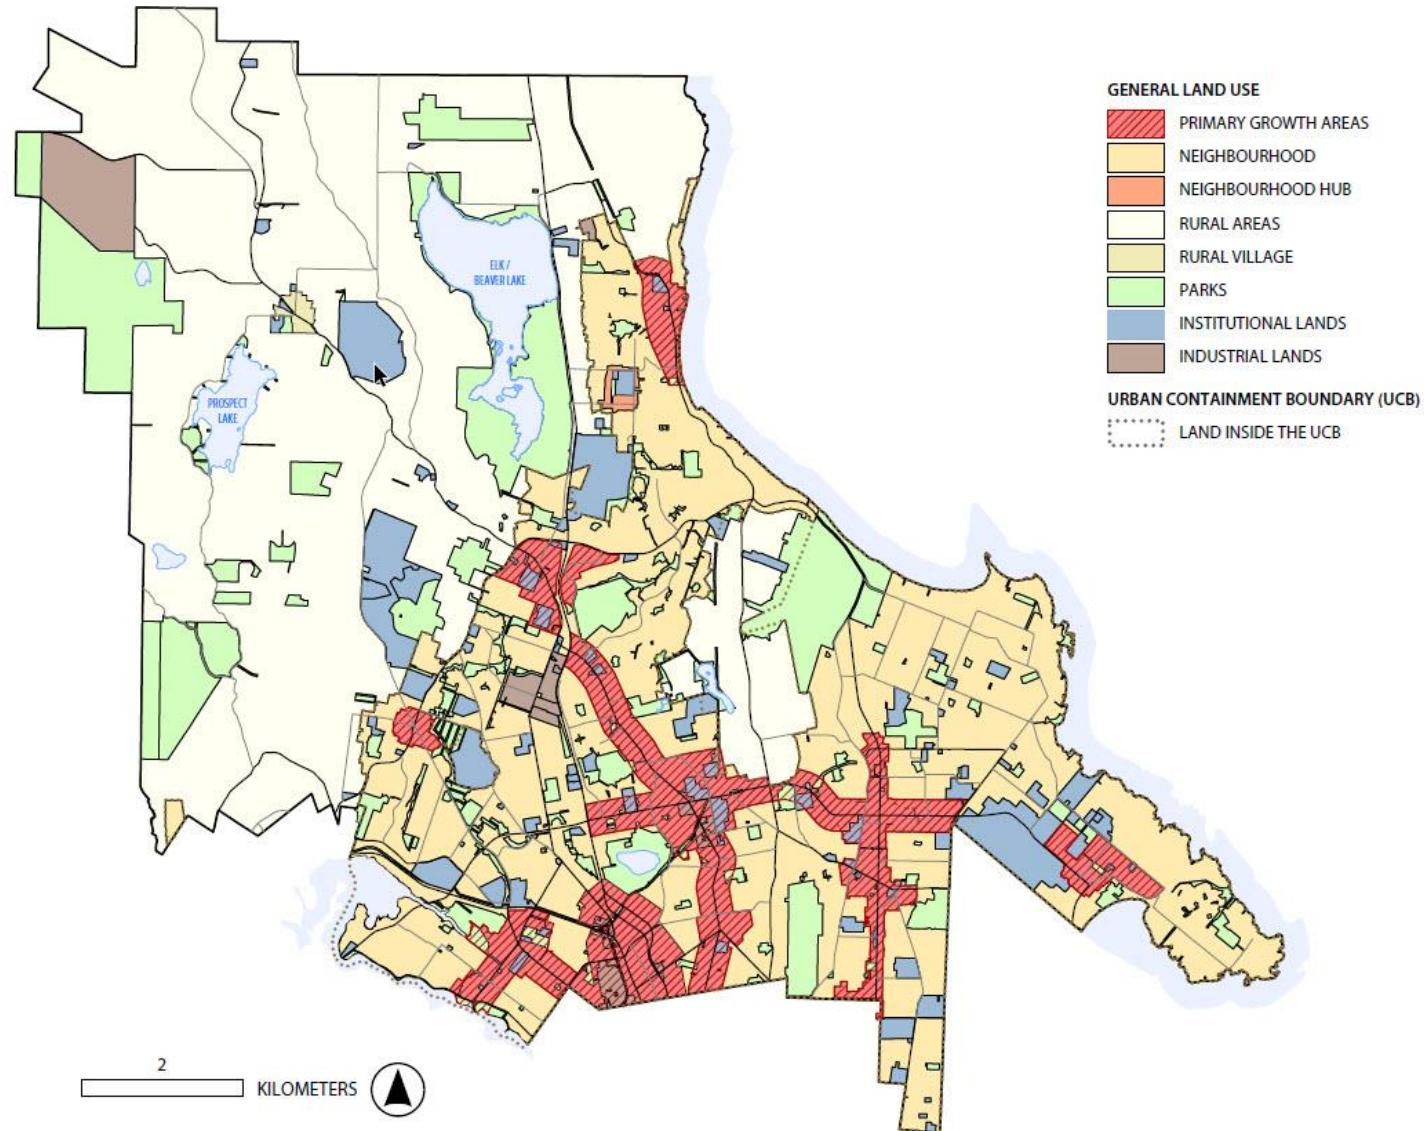 GENERAL LAND USE
PRIMARY GROWTH AREAS
NEIGHBOURHOOD
NEIGHBOURHOOD HUB
RURAL AREAS
RURAL VILLAGE
PARKS
INSTITUTIONAL LANDS
INDUSTRIAL LANDS
URBAN CONTAINMENT BOUNDARY (UCB)
LAND INSIDE THE UCB
ELK /
BEAVER LAKE
PROSPECT
LAKE
2
KILOMETERS